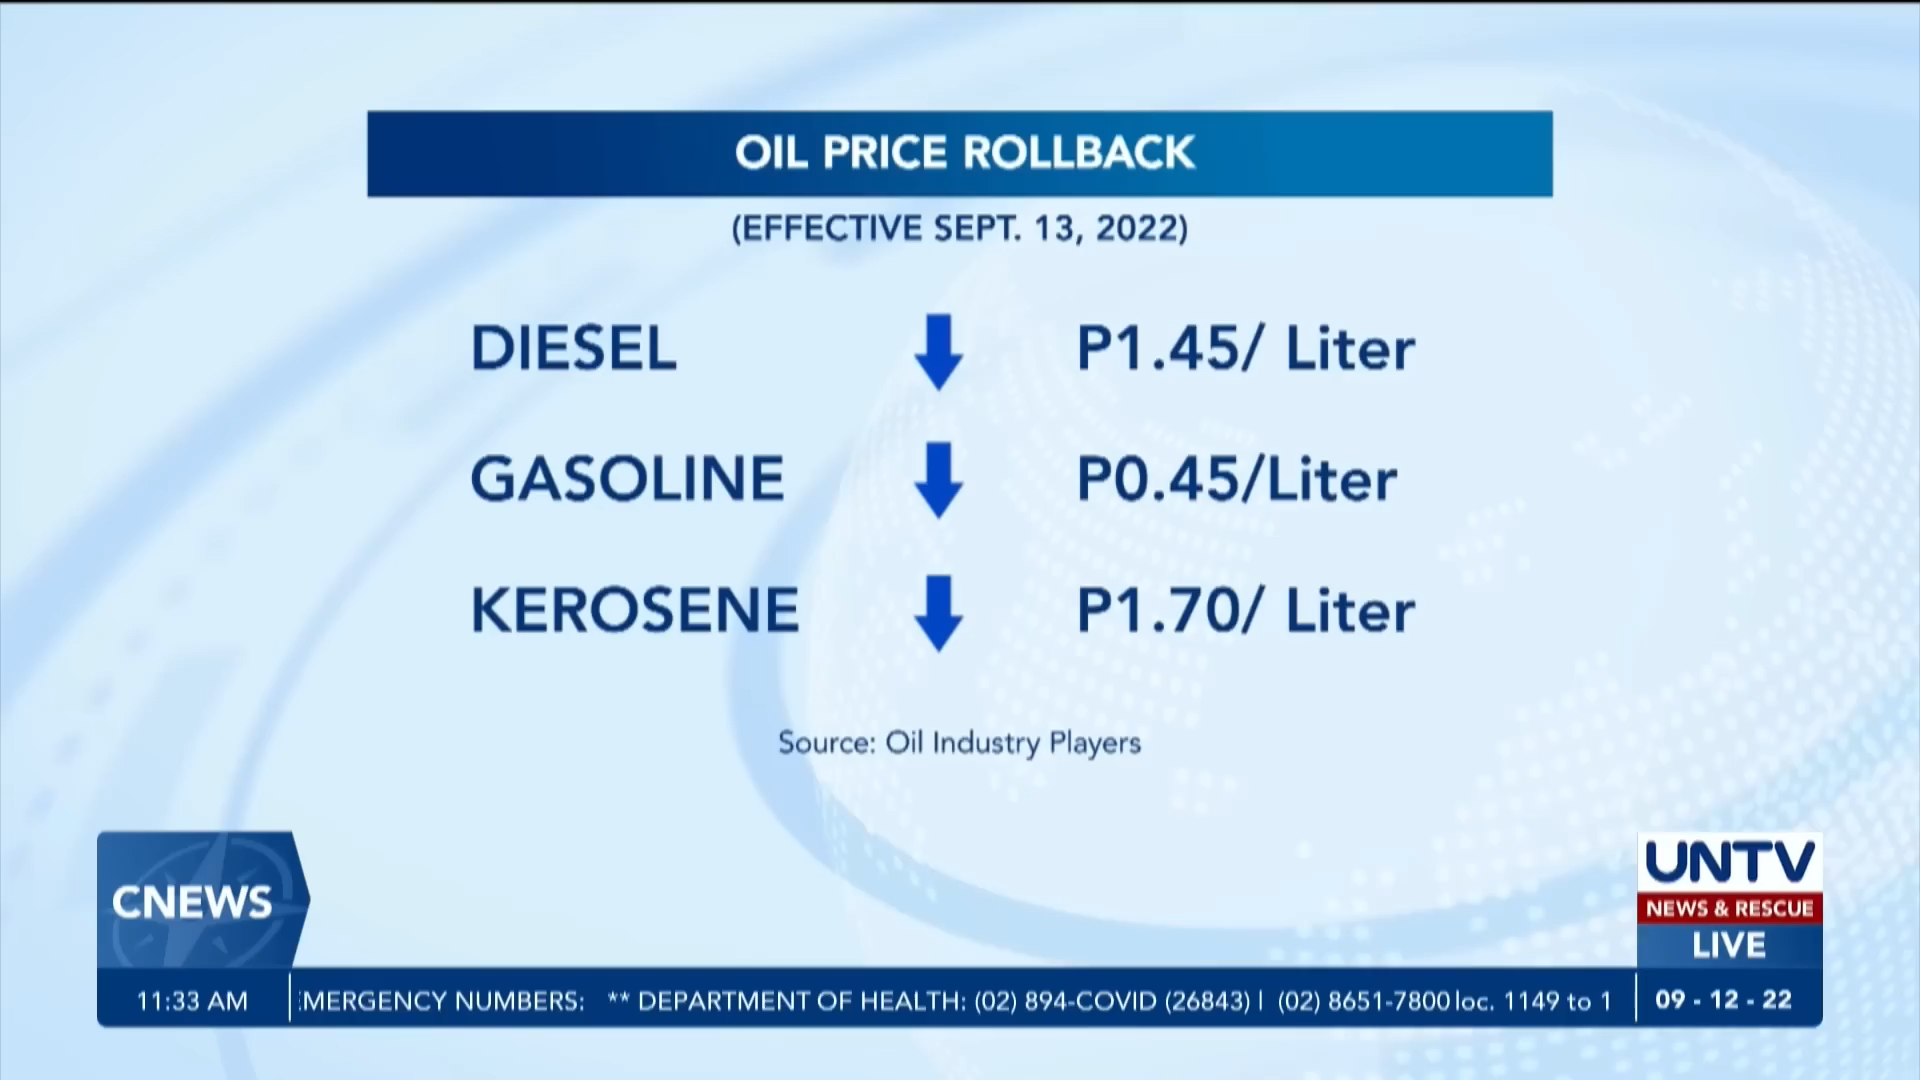 OIL PRICE ROLLBACK
(EFFECTIVE SEPT. 13, 2022)
DIESEL P1.45/ Liter
GASOLINE P0.45/Liter
KEROSENE P1.70/ Liter
Source: Oil Industry Players
CNEWS
UNTV
NEWS & RESCUE
LIVE
11:33 AM MERGENCY NUMBERS: ** DEPARTMENT OF HEALTH: (02) 894-COVID (26843) | (02) 8651-7800 loc. 1149 to 1 09 - 12 - 22